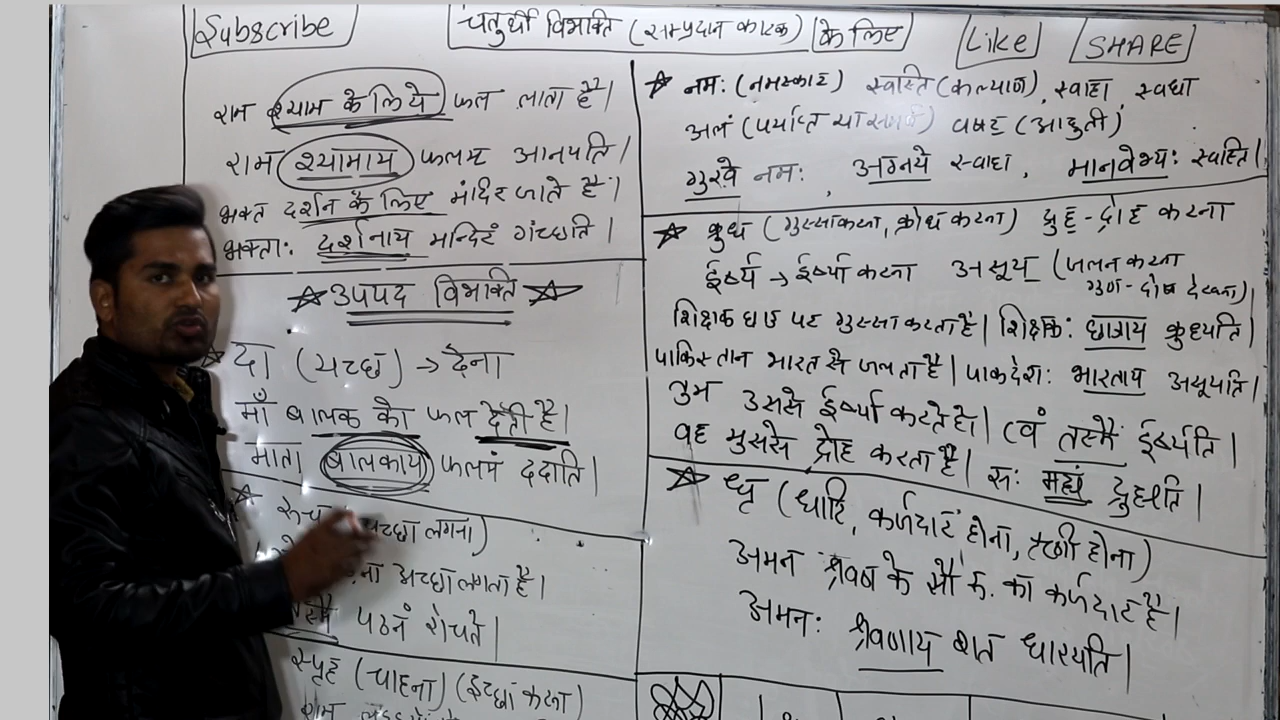 Subscribe चतुर्थी विभक्ति (सम्प्रदान कारक) के लिए Like SHARE
राम श्याम के लिये फल लाता है।
राम श्यामाय फलम आनयति।
भक्त दर्शन के लिए मंदिर जाते है।
भक्ता: दर्शनाय मन्दिरं गच्छति।
उपपद विभक्ति
दा (यच्छ) → देना
माँ बालक को फल देती है।
माता बालकाय फलमं ददाति।
रुच अच्छा लगना)
अच्छा लगता है।
पठनं रोचते।
स्पृह (चाहना) (इच्छा करना)
राम
नम: (नमस्कार) स्वस्ति (कल्याण), स्वाहा, स्वधा
अलं (पर्याप्त या समर्थ) वषट (आहुती)
गुरुवे नम:, अग्नये स्वाहा, मानवेभ्य: स्वस्ति।
क्रुध (गुस्सा करना, क्रोध करना) द्रुह - द्रोह करना
ईर्ष्य → ईर्ष्या करना असूय (जलन करना
गुण - दोष देखना)
शिक्षक छात्र पर गुस्सा करता है। शिक्षक: छात्राय क्रुध्यति।
पाकिस्तान भारत से जलता है। पाकदेश: भारताय असूयति।
तुम उससे ईर्ष्या करते हो। त्वं तस्मै ईर्ष्यति।
वह मुझसे द्रोह करता है। स: मह्यं द्रुह्यति।
धृ (धारि, कर्जदार होना, ऋणी होना)
अमन श्रवण के सौ रु. का कर्जदार है।
अमन: श्रवणाय शत धारयति।